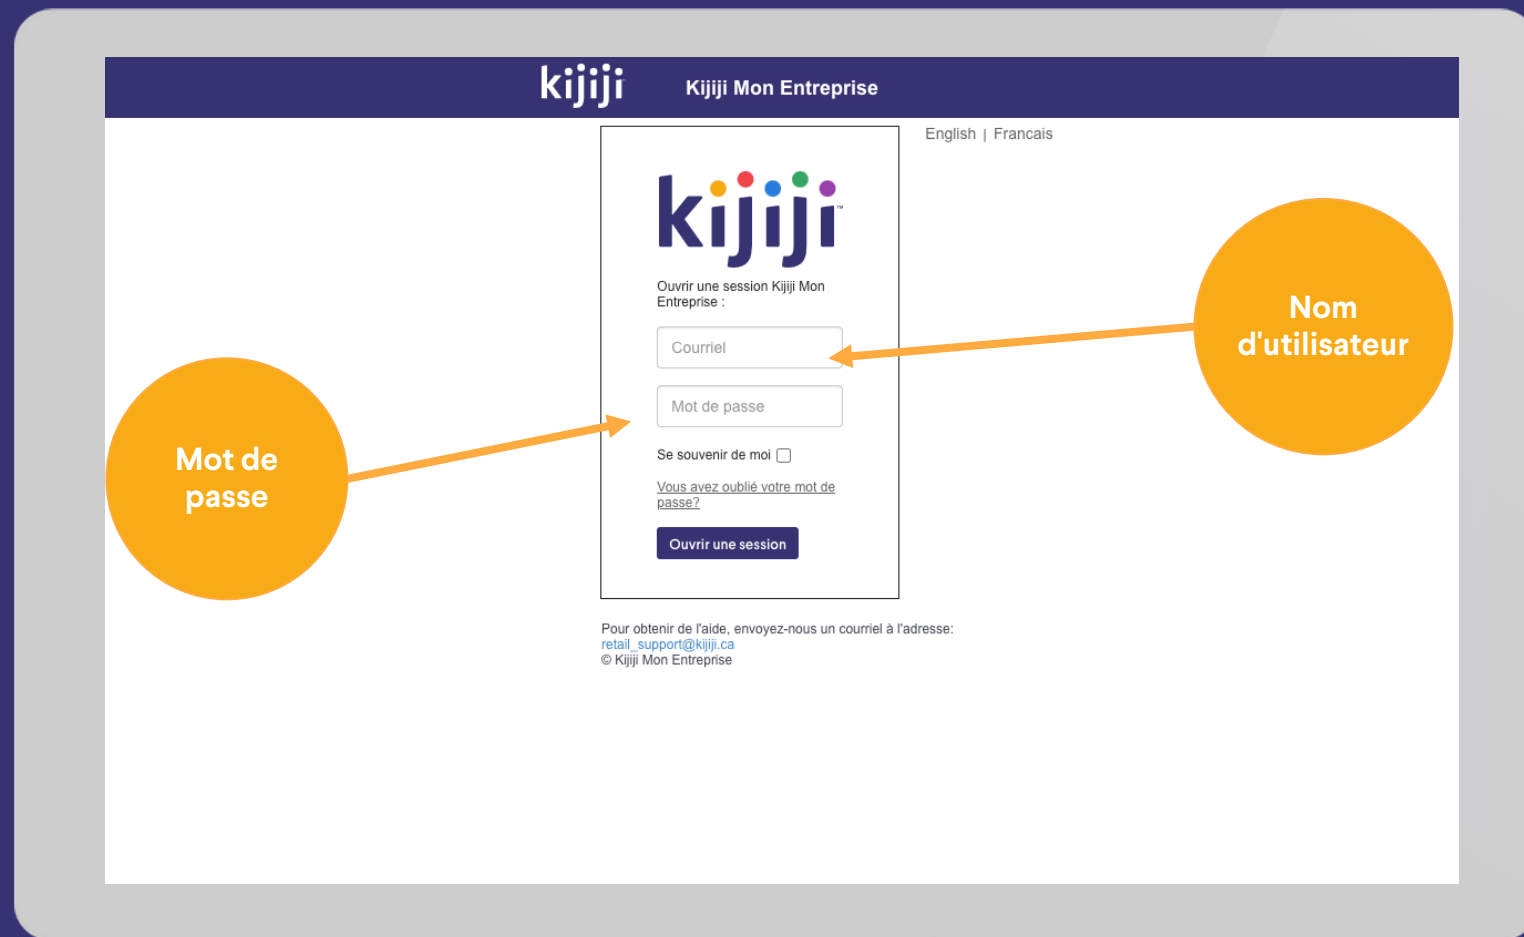 kijiji
Kijiji Mon Entreprise
English | Francais
kijiji™
Ouvrir une session Kijiji Mon
Entreprise :
Courriel
Mot de passe
Se souvenir de moi
Vous avez oublié votre mot de
passe?
Ouvrir une session
Pour obtenir de l'aide, envoyez-nous un courriel à l'adresse:
retail_support@kijiji.ca
© Kijiji Mon Entreprise
Nom
d'utilisateur
Mot de
passe